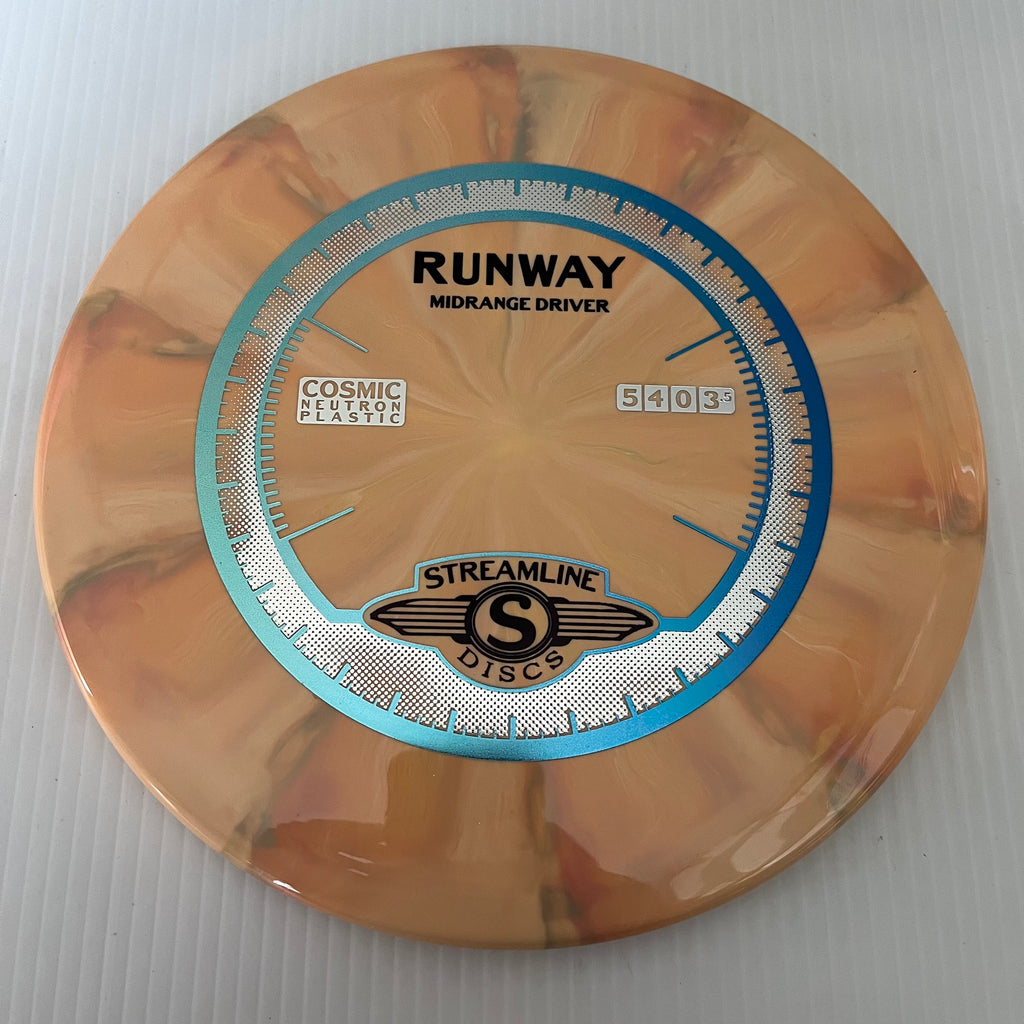 RUNWAY
MIDRANGE DRIVER
COSMIC
NEUTRON
PLASTIC
5 4 0 3.5
STREAMLINE
S
DISCS